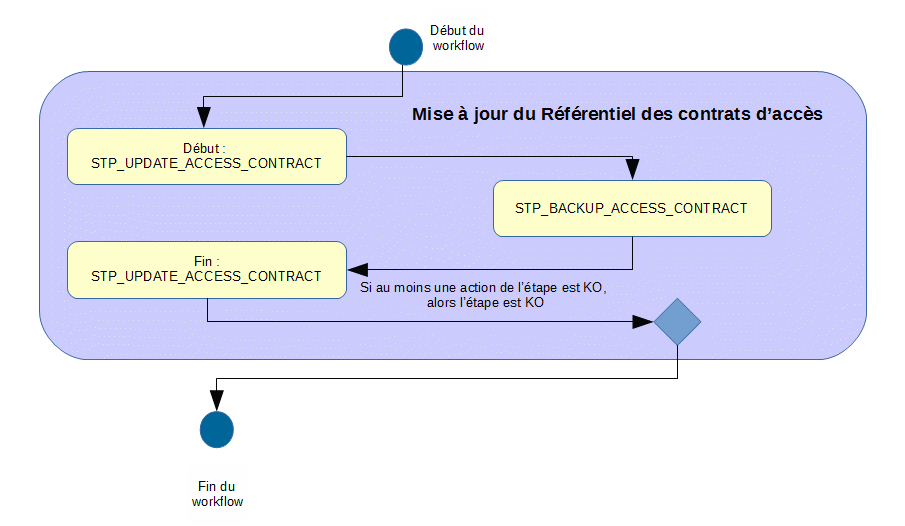 Début du
workflow
Mise à jour du Référentiel des contrats d’accès
Début :
STP_UPDATE_ACCESS_CONTRACT
STP_BACKUP_ACCESS_CONTRACT
Fin :
STP_UPDATE_ACCESS_CONTRACT
Si au moins une action de l’étape est KO,
alors l’étape est KO
Fin du
workflow